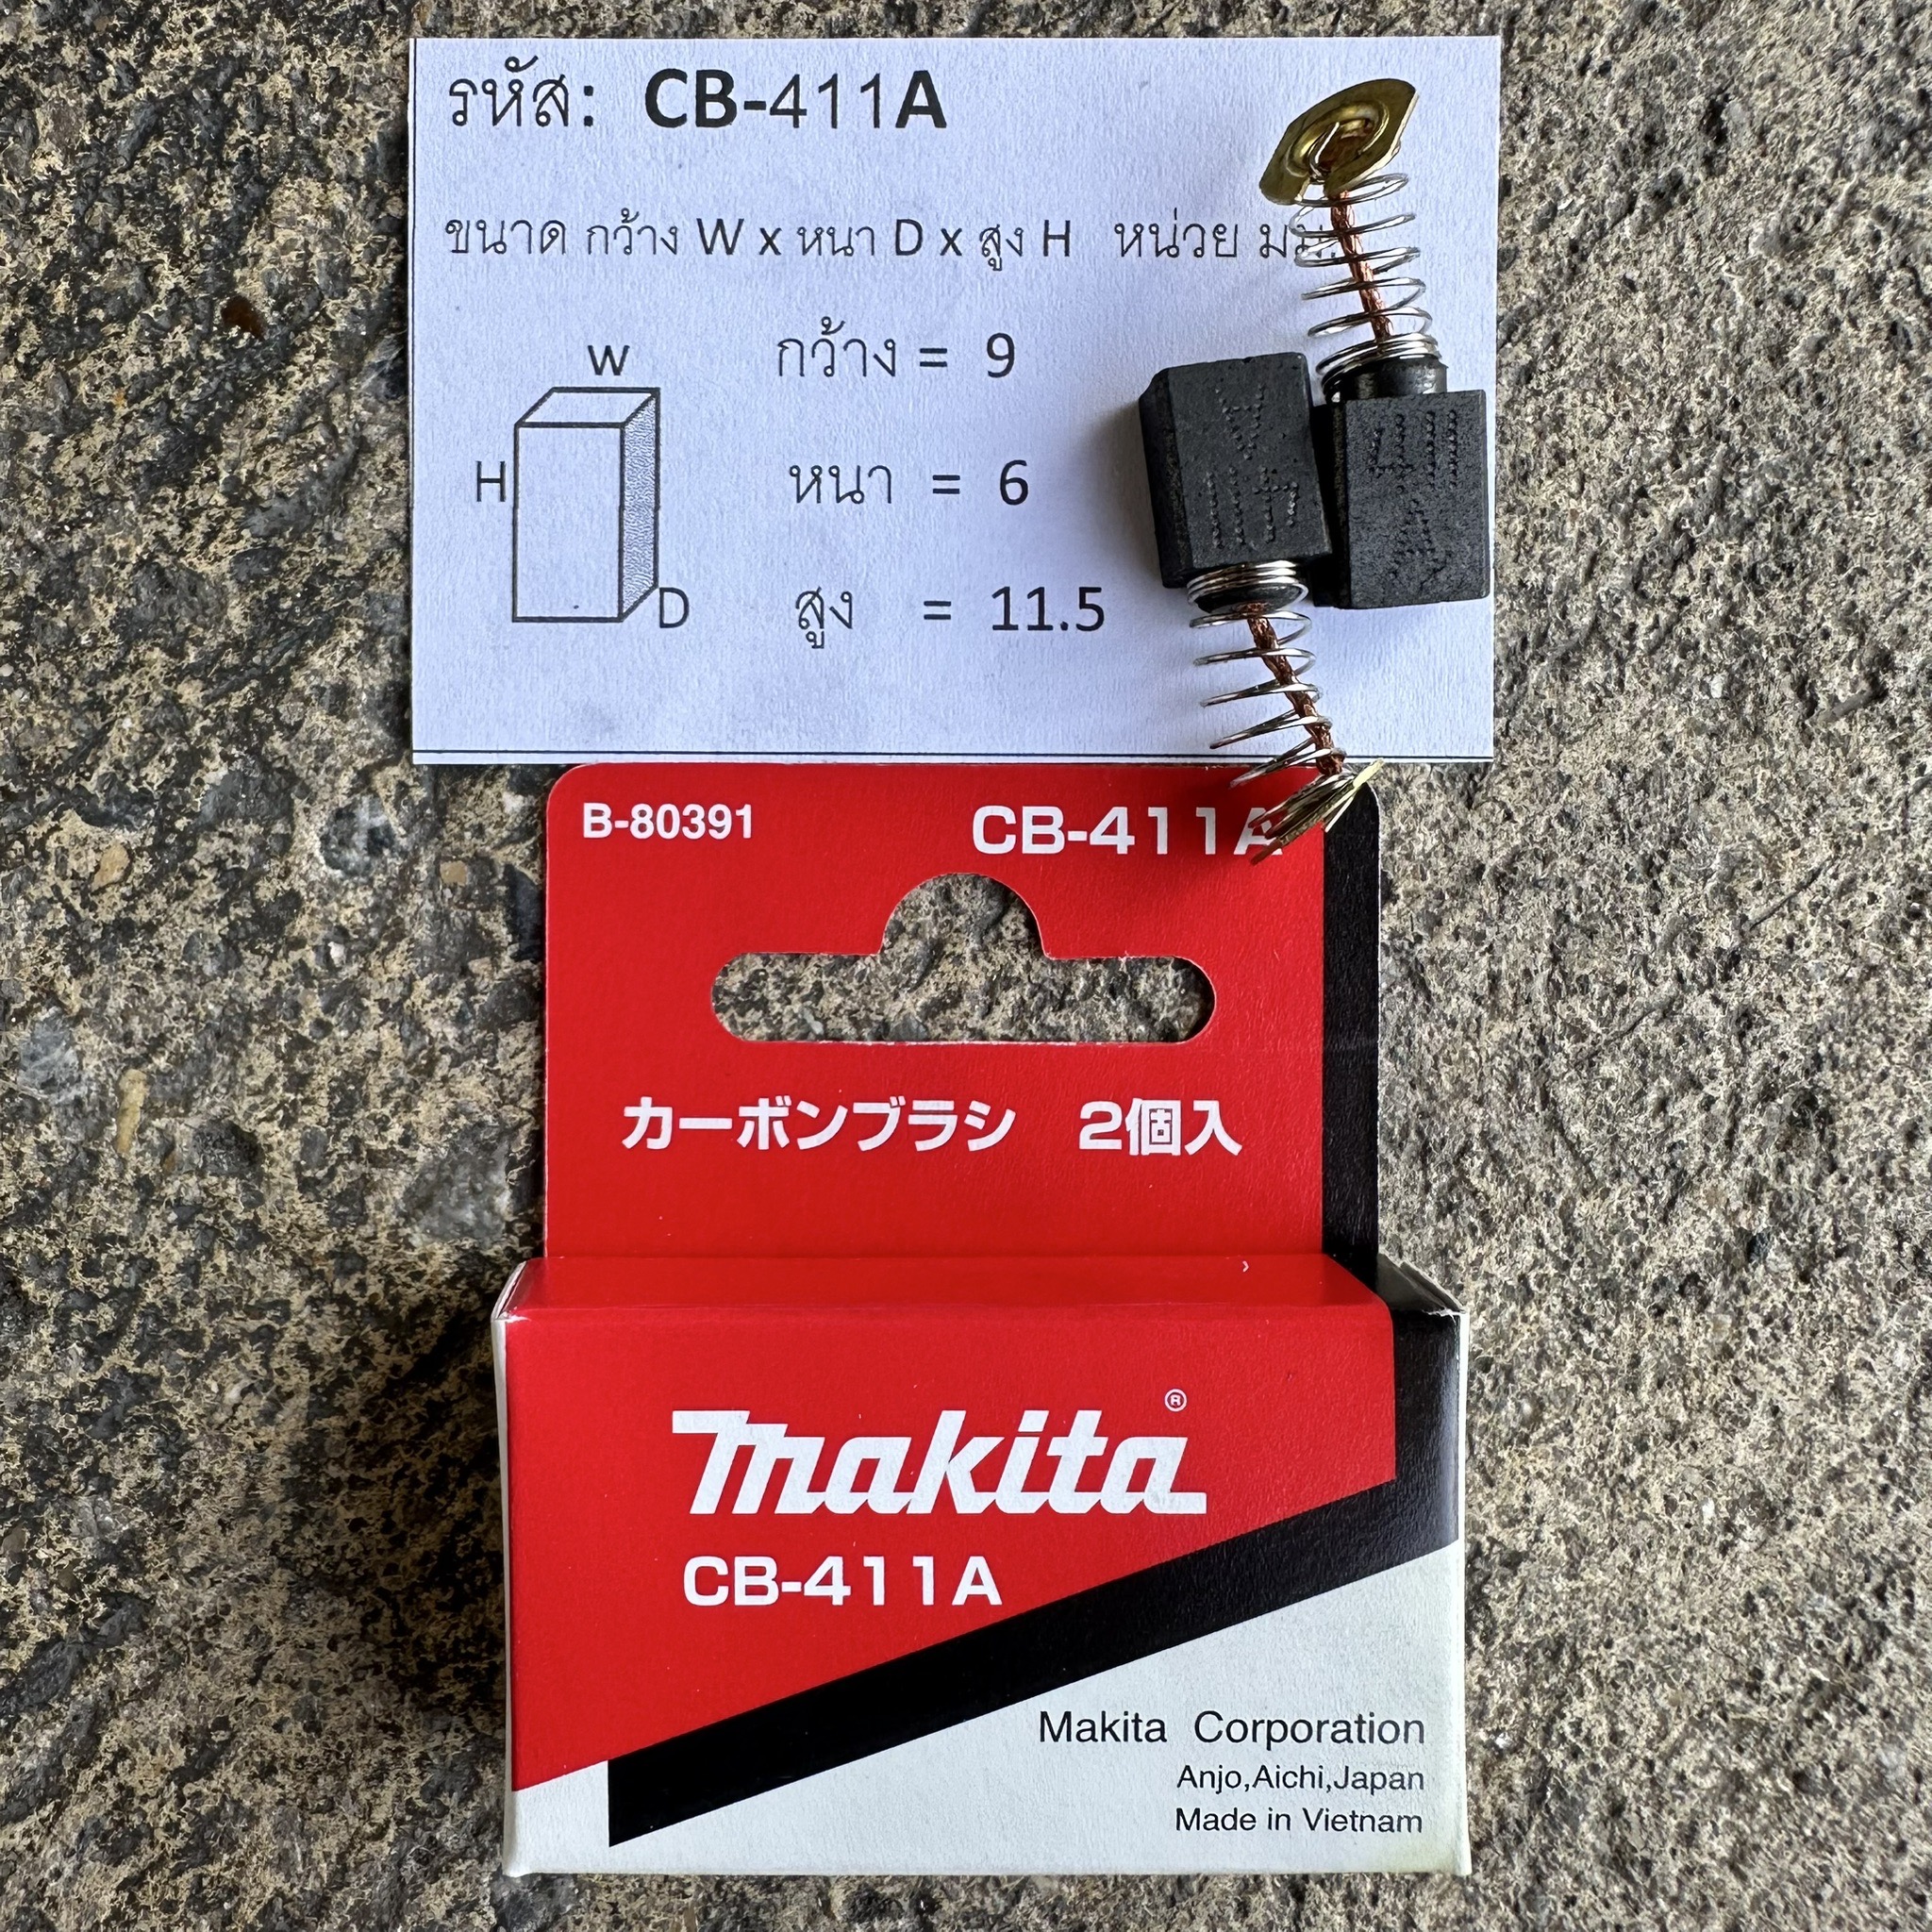 รหัส: CB-411A
ขนาด กว้าง W x หนา D x สูง H หน่วย
W
กว้าง = 9
H
หนา = 6
D
สูง = 11.5
411
A
B-80391
CB-411A
カーボンブラシ 2個入
makita®
CB-411A
Makita Corporation
Anjo,Aichi,Japan
Made in Vietnam